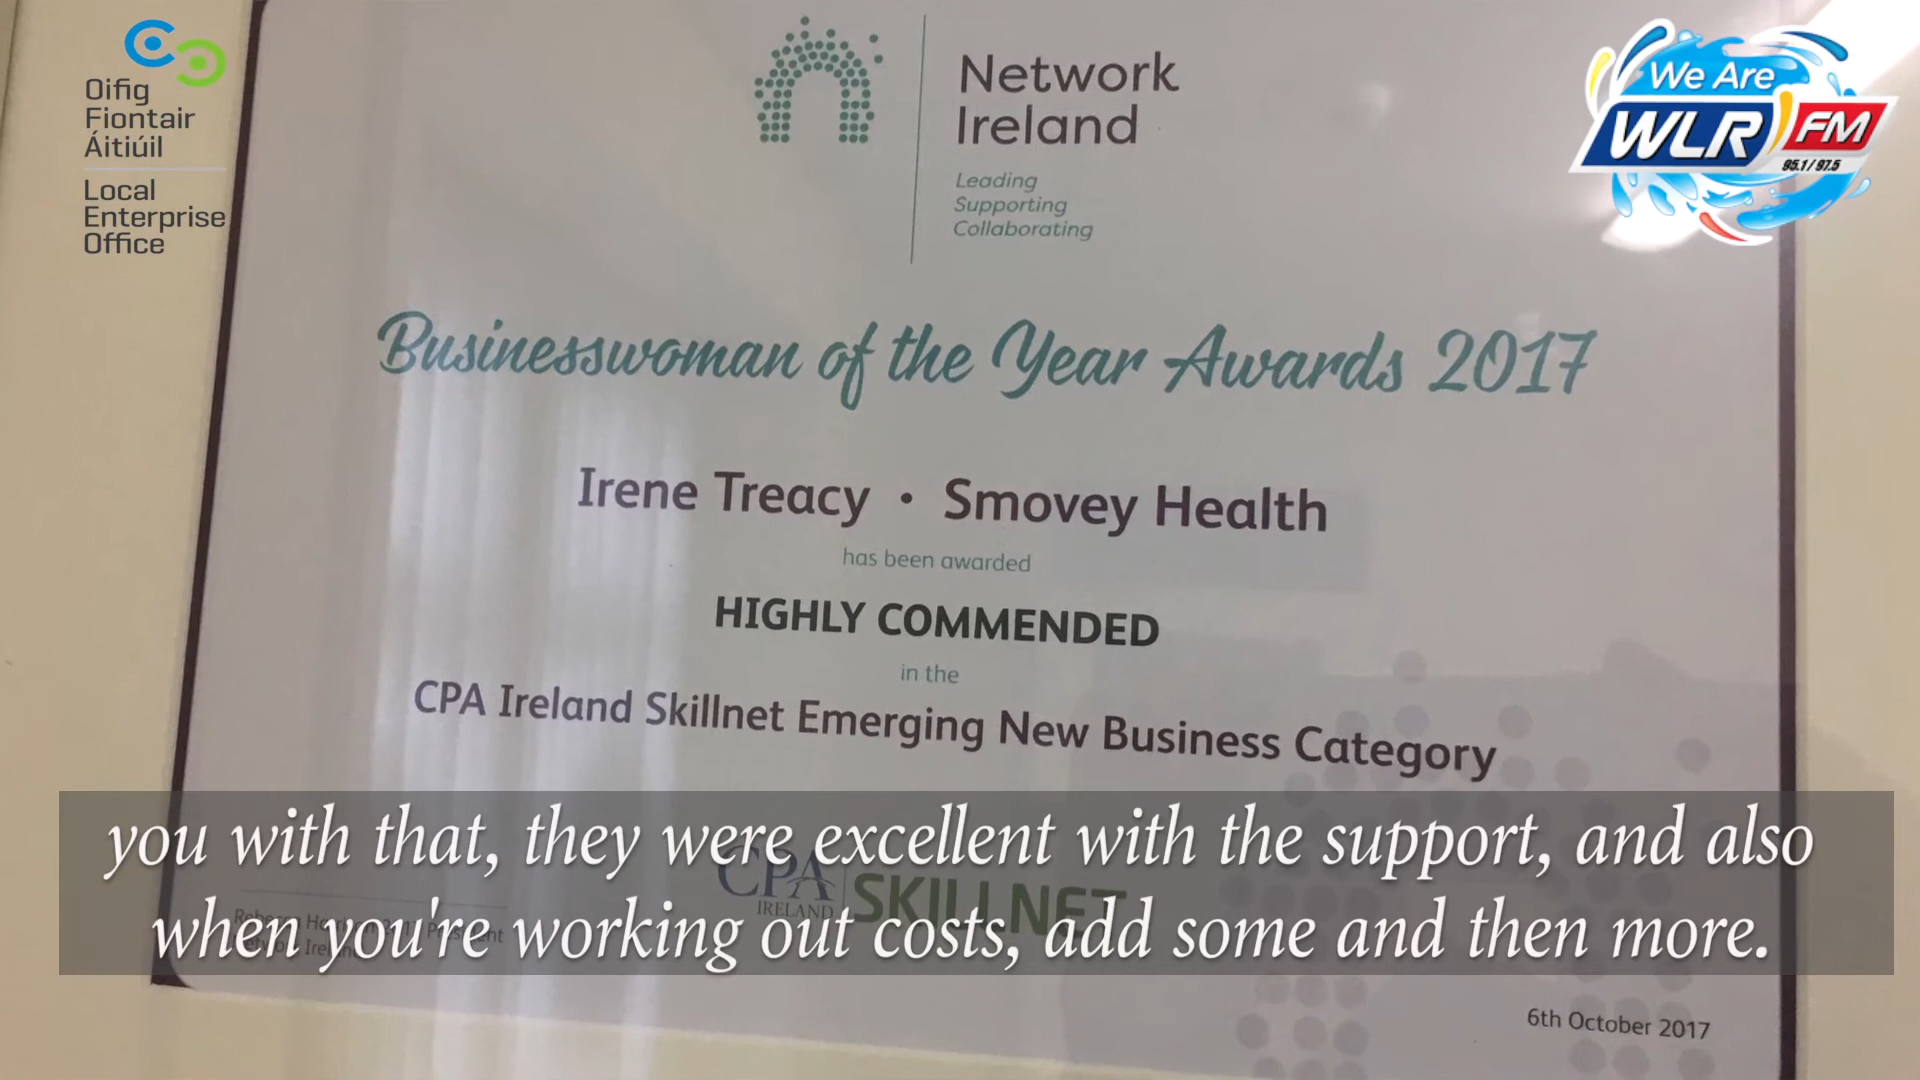 Oifig
Fiontair
Áitiúil
Local
Enterprise
Office
We Are
WLR FM
95.1/97.5
Network
Ireland
Leading
Supporting
Collaborating
Businesswoman of the Year Awards 2017
Irene Treacy • Smovey Health
has been awarded
HIGHLY COMMENDED
in the
CPA Ireland Skillnet Emerging New Business Category
you with that, they were excellent with the support, and also
when you're working out costs, add some and then more.
CPA
IRELAND
SKILLNET
6th October 2017